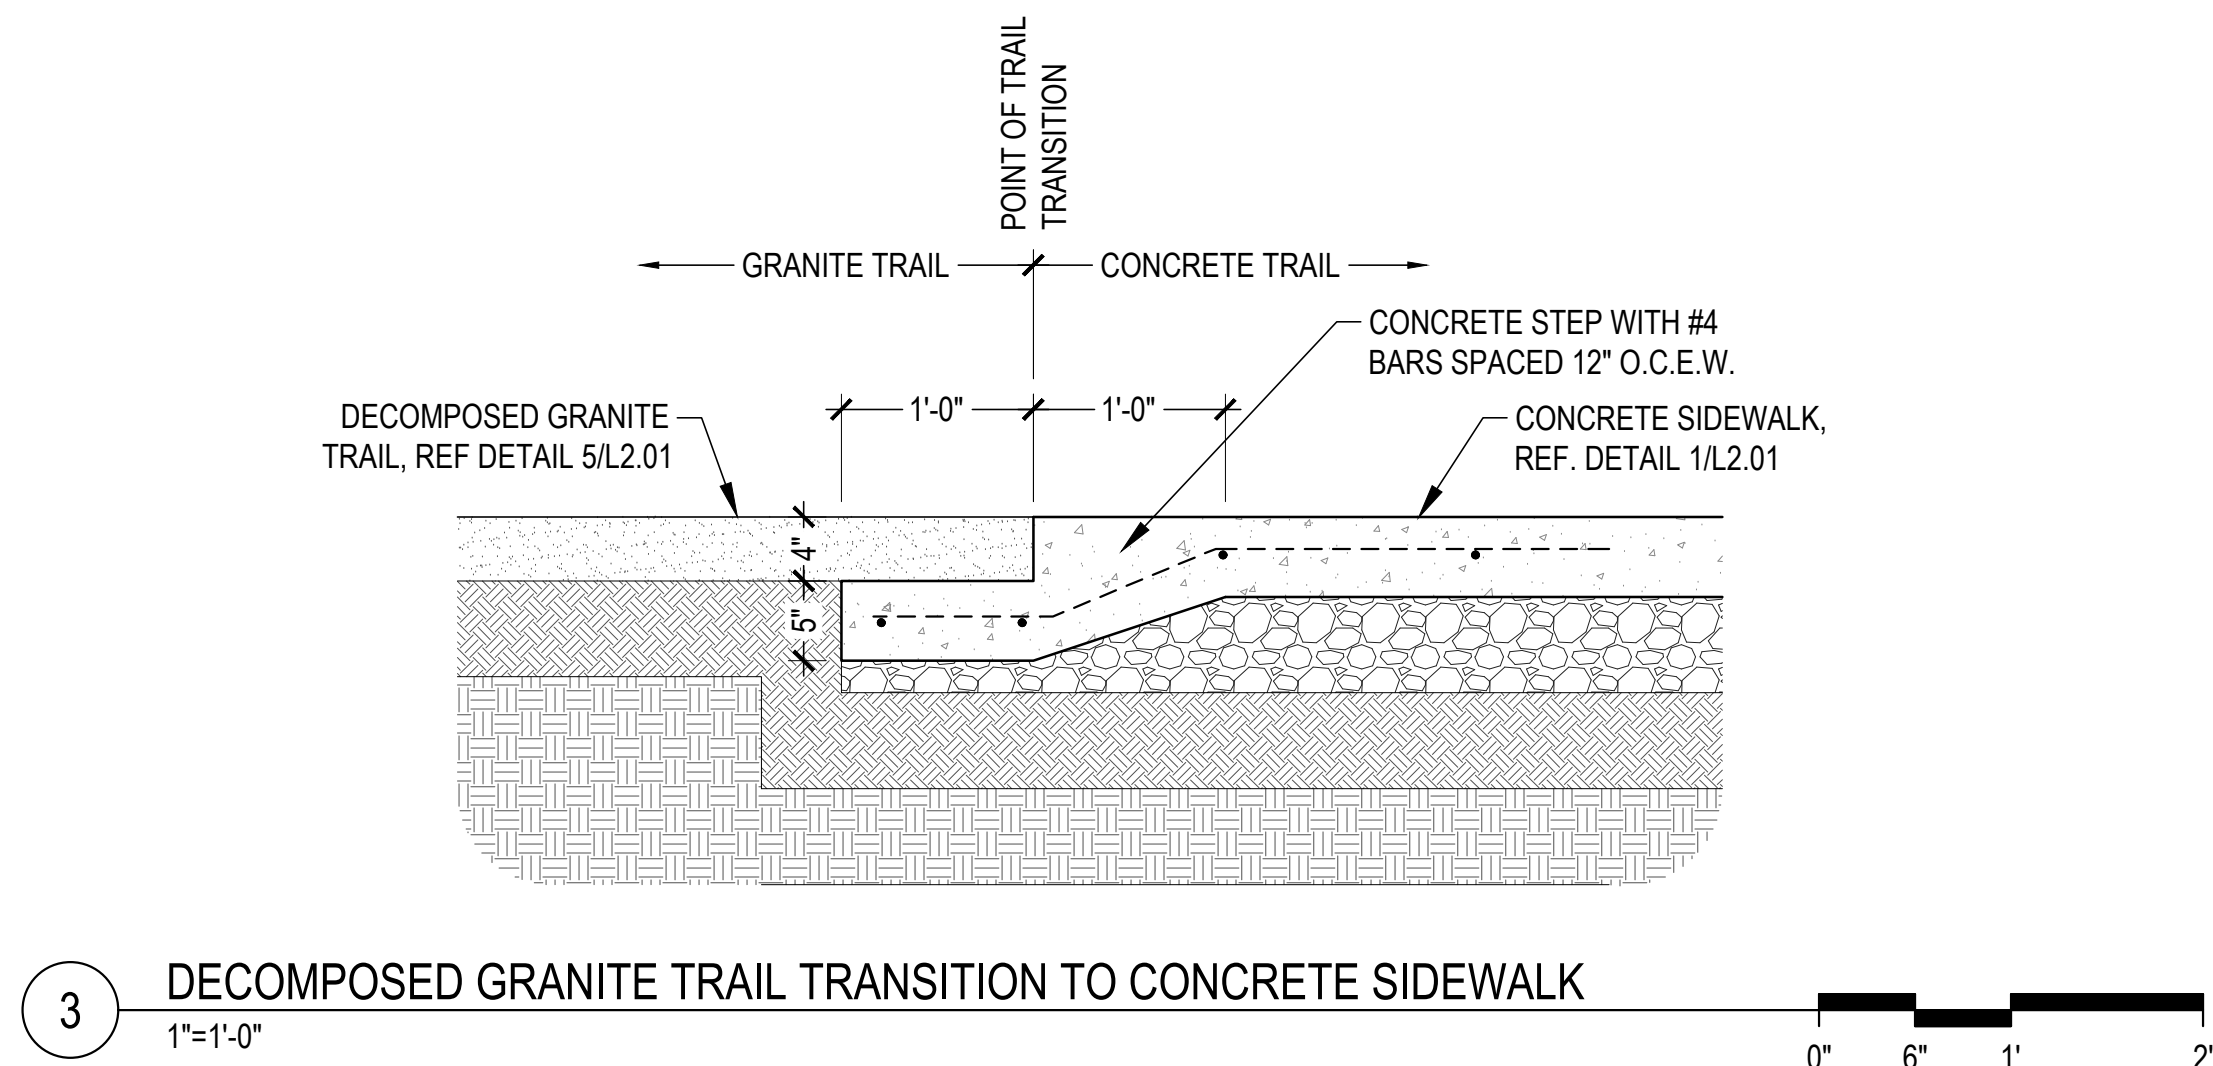 POINT OF TRAIL
TRANSITION
GRANITE TRAIL
CONCRETE TRAIL
CONCRETE STEP WITH #4
BARS SPACED 12" O.C.E.W.
1'-0"
1'-0"
DECOMPOSED GRANITE
TRAIL, REF DETAIL 5/L2.01
CONCRETE SIDEWALK,
REF. DETAIL 1/L2.01
4"
5"
3
DECOMPOSED GRANITE TRAIL TRANSITION TO CONCRETE SIDEWALK
1"=1'-0"
0" 6" 1' 2'